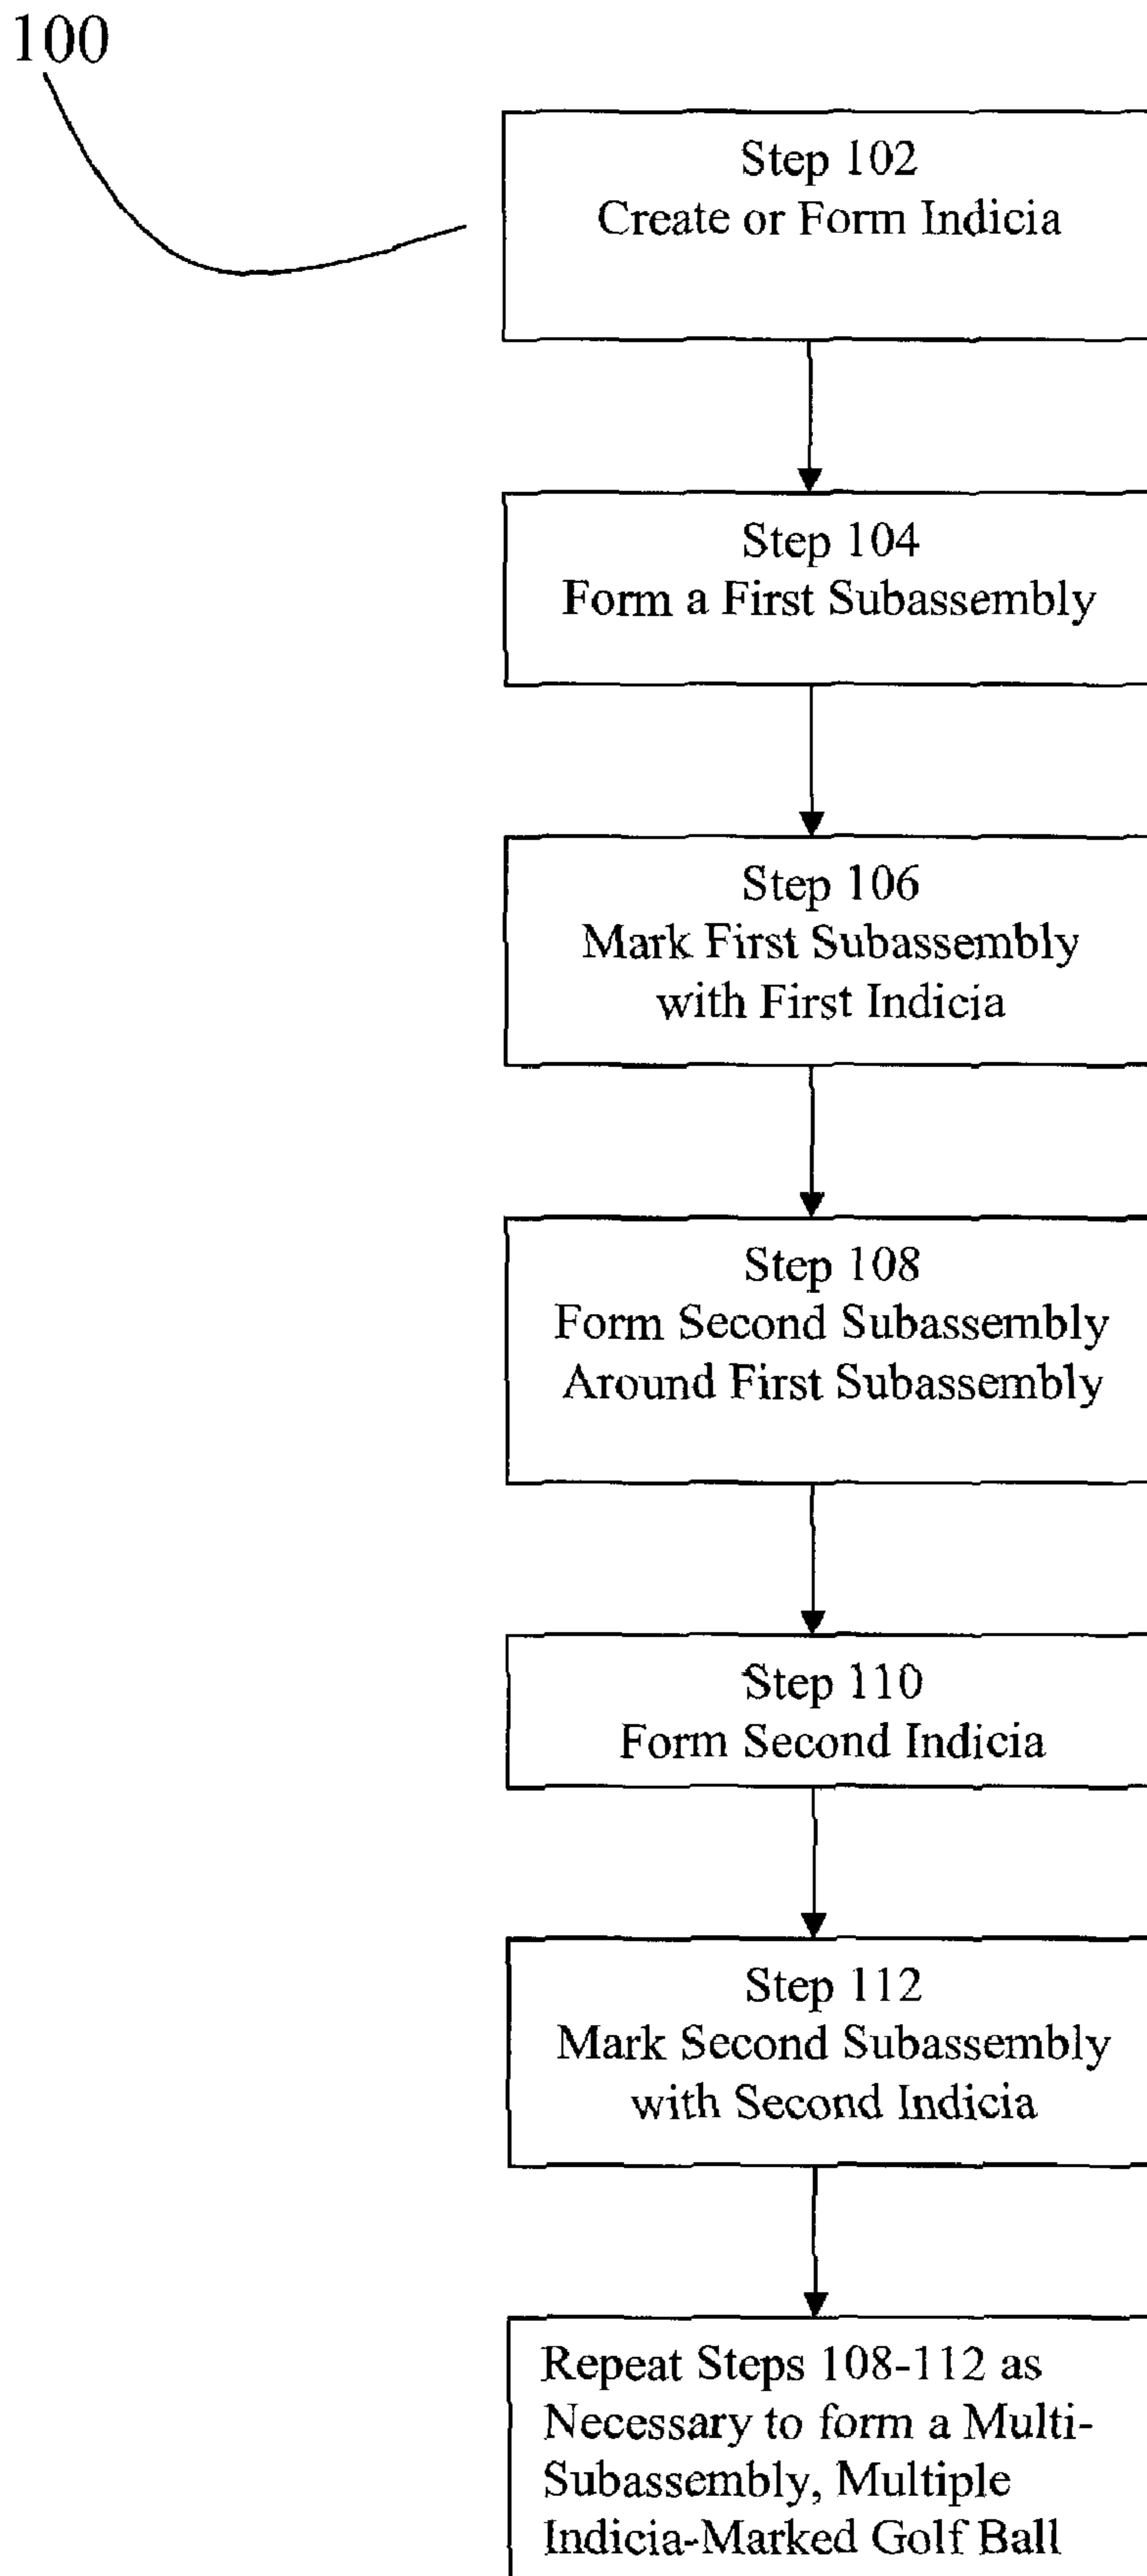 100
Step 102
Create or Form Indicia
Step 104
Form a First Subassembly
Step 106
Mark First Subassembly
with First Indicia
Step 108
Form Second Subassembly
Around First Subassembly
Step 110
Form Second Indicia
Step 112
Mark Second Subassembly
with Second Indicia
Repeat Steps 108-112 as
Necessary to form a Multi-
Subassembly, Multiple
Indicia-Marked Golf Ball